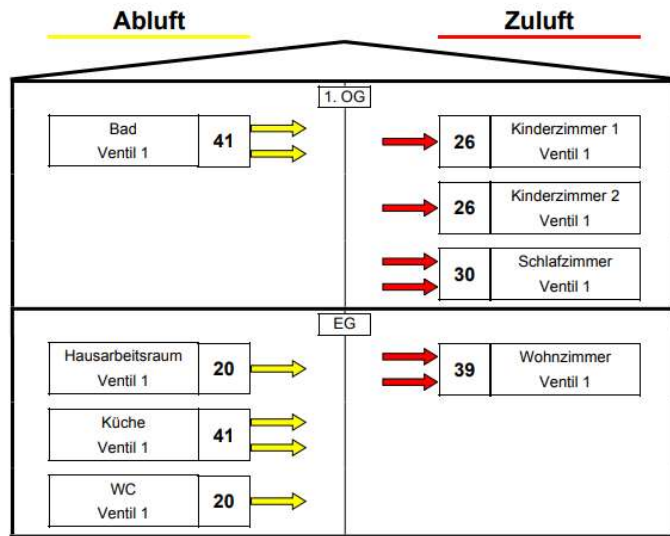 Abluft
Zuluft
1. OG
Bad
Ventil 1
41
26
Kinderzimmer 1
Ventil 1
26
Kinderzimmer 2
Ventil 1
30
Schlafzimmer
Ventil 1
EG
Hausarbeitsraum
Ventil 1
20
39
Wohnzimmer
Ventil 1
Küche
Ventil 1
41
WC
Ventil 1
20